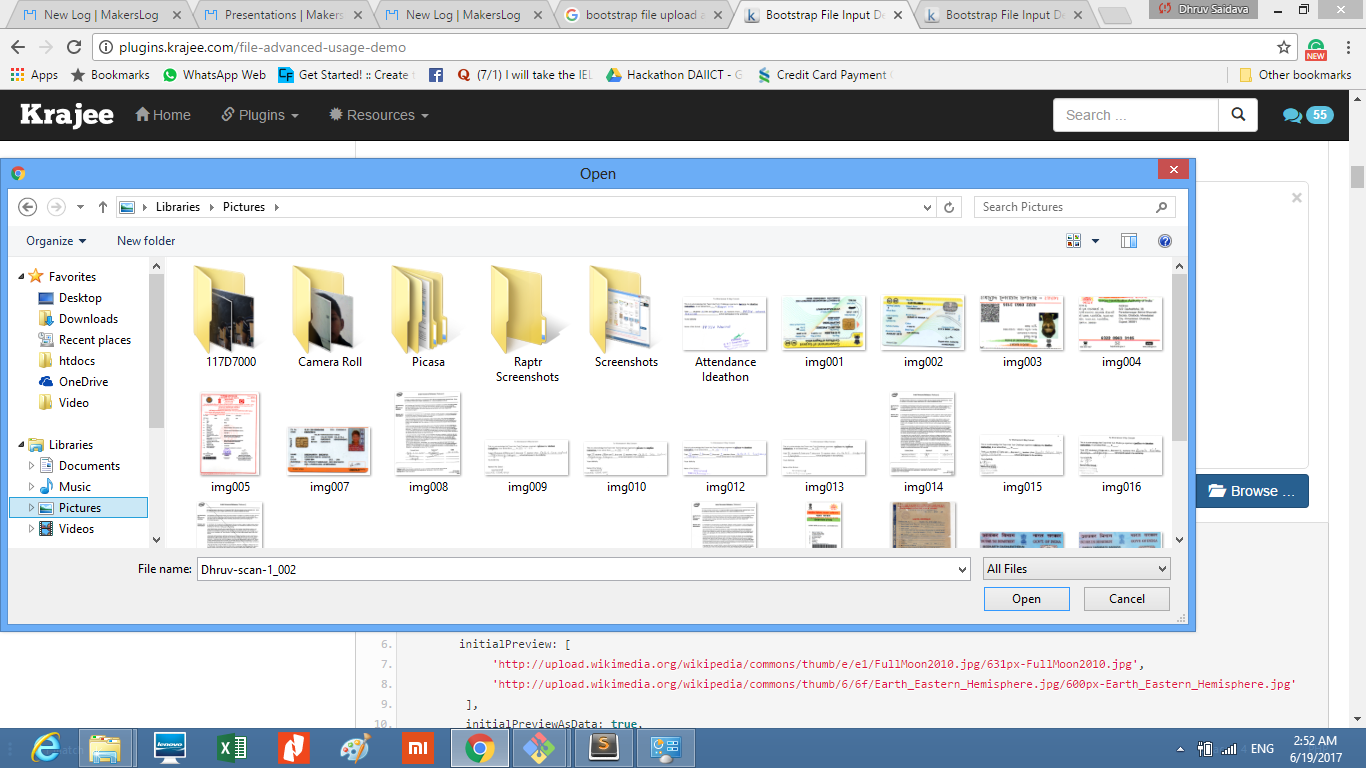 New Log | MakersLog
Presentations | Makers
New Log | MakersLog
bootstrap file upload a
Bootstrap File Input De
Bootstrap File Input De
Dhruv Saidava
plugins.krajee.com/file-advanced-usage-demo
NEW
Apps
Bookmarks
WhatsApp Web
Get Started! :: Create
(7/1) I will take the IEL
Hackathon DAIICT - G
Credit Card Payment
Other bookmarks
Krajee
Home
Plugins
Resources
Search ...
55
Open
Libraries
Pictures
Search Pictures
Organize
New folder
Favorites
Desktop
Downloads
Recent places
htdocs
OneDrive
Video
Libraries
Documents
Music
Pictures
Videos
117D7000
Camera Roll
Picasa
Raptr
Screenshots
Screenshots
Attendance
Ideathon
img001
img002
img003
img004
img005
img007
img008
img009
img010
img012
img013
img014
img015
img016
File name:
Dhruv-scan-1_002
All Files
Open
Cancel
Browse ...
6.
initialPreview: [
7.
'http://upload.wikimedia.org/wikipedia/commons/thumb/e/e1/FullMoon2010.jpg/631px-FullMoon2010.jpg',
8.
'http://upload.wikimedia.org/wikipedia/commons/thumb/6/6f/Earth_Eastern_Hemisphere.jpg/600px-Earth_Eastern_Hemisphere.jpg'
9.
],
10.
initialPreviewAsData: true,
lenovo
ENG
2:52 AM
6/19/2017